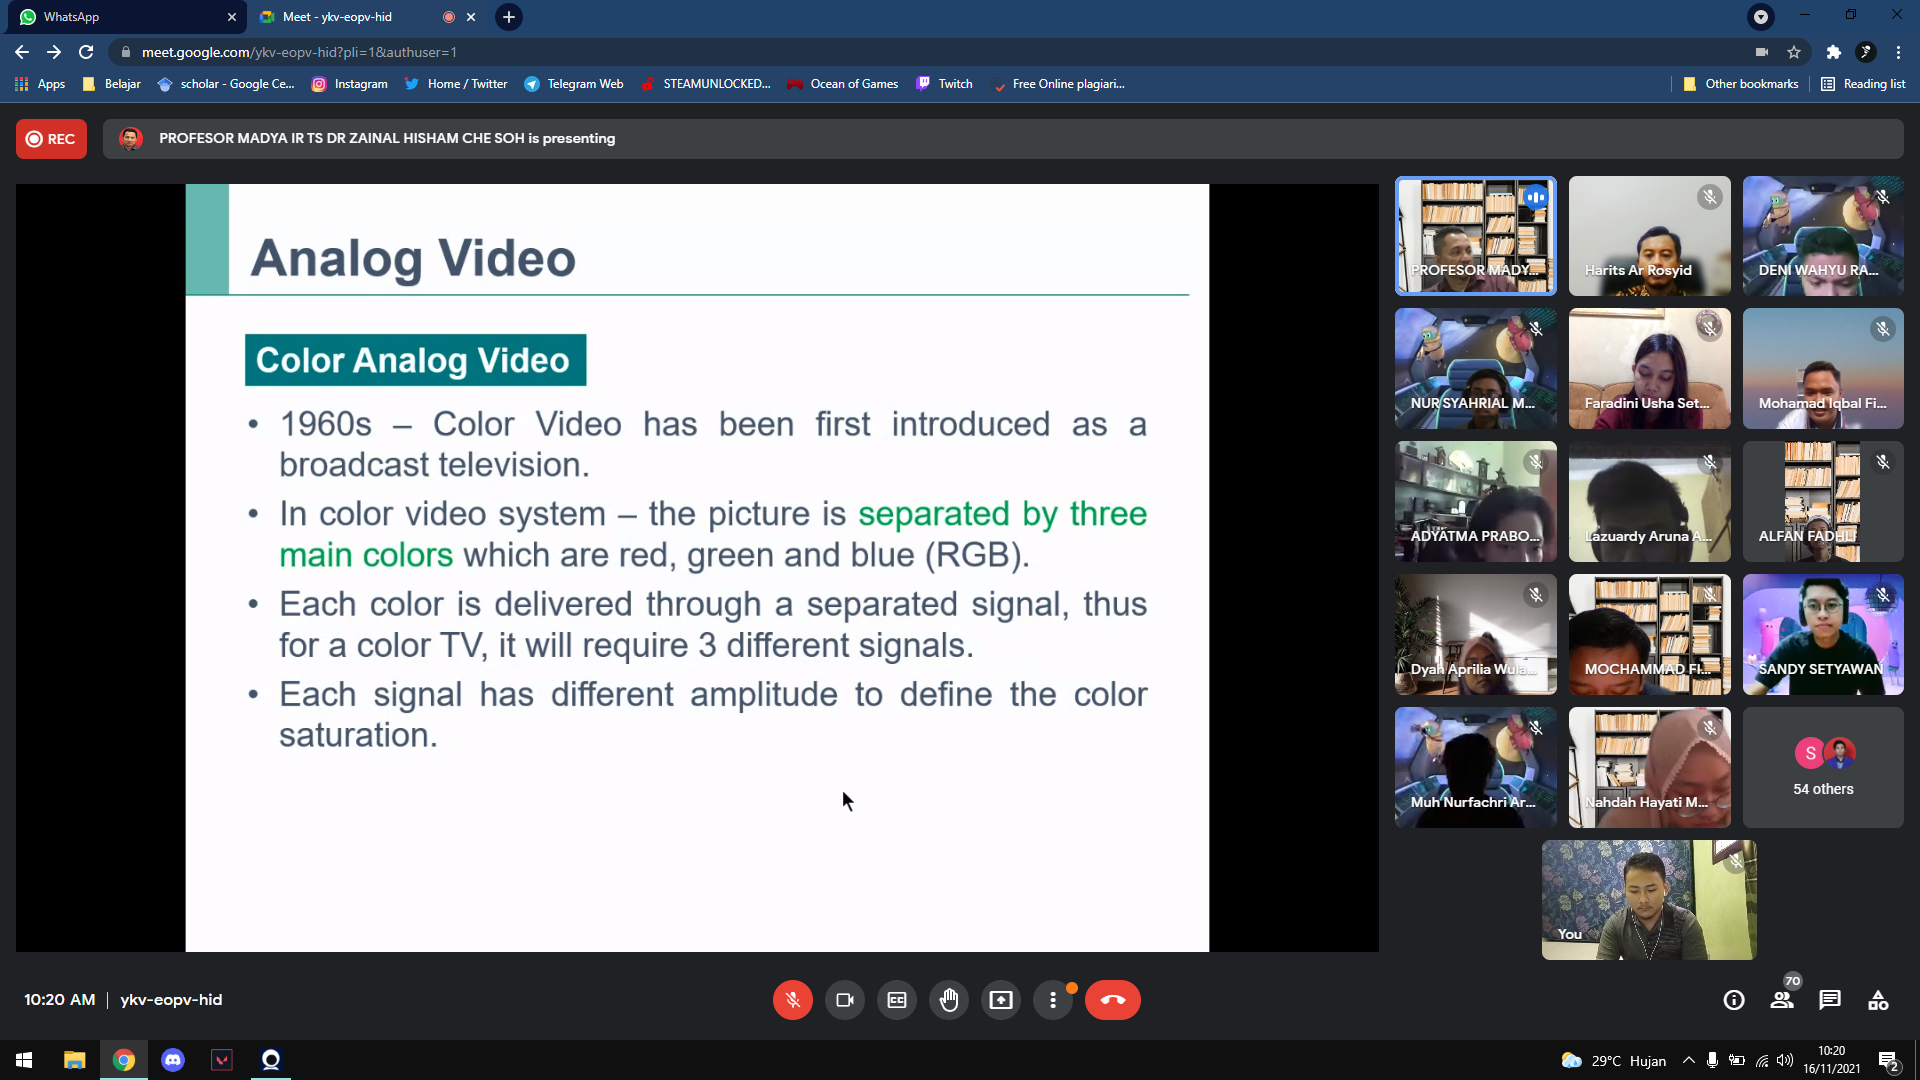 WhatsApp
Meet - ykv-eopv-hid
meet.google.com/ykv-eopv-hid?pli=1&authuser=1
Apps
Belajar
scholar - Google Ce...
Instagram
Home / Twitter
Telegram Web
STEAMUNLOCKED...
Ocean of Games
Twitch
Free Online plagiari...
Other bookmarks
Reading list
REC
PROFESOR MADYA IR TS DR ZAINAL HISHAM CHE SOH is presenting
Analog Video
Color Analog Video
• 1960s – Color Video has been first introduced as a
broadcast television.
• In color video system – the picture is separated by three
main colors which are red, green and blue (RGB).
• Each color is delivered through a separated signal, thus
for a color TV, it will require 3 different signals.
• Each signal has different amplitude to define the color
saturation.
PROFESOR MADY...
Harits Ar Rosyid
DENI WAHYU RA...
NUR SYAHRIAL M...
Faradini Usha Set...
Mohamad Iqbal Fi...
ADYATMA PRABO...
Lazuardy Aruna A...
ALFAN FADHLI
Dyah Aprilia Wula...
MOCHAMMAD FI...
SANDY SETYAWAN
Muh Nurfachri Ar...
Nahdah Hayati M...
S
54 others
You
10:20 AM | ykv-eopv-hid
70
29°C Hujan
10:20
16/11/2021
2